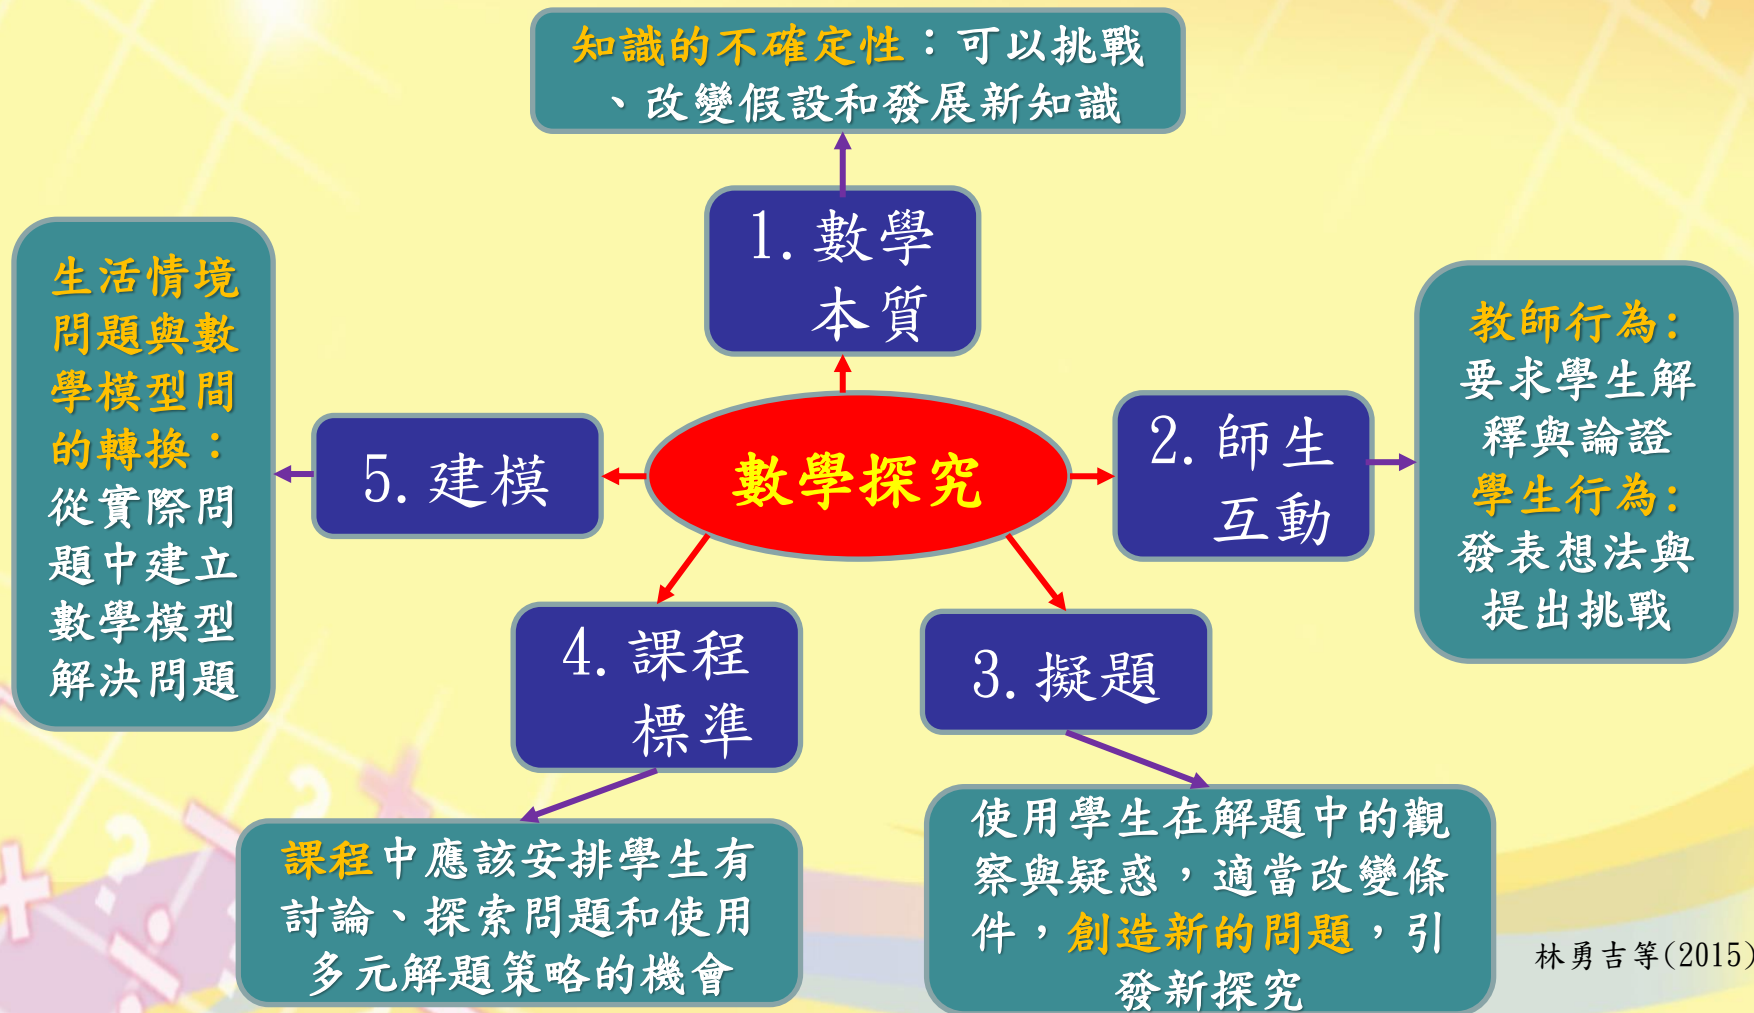 知識的不確定性：可以挑戰
、改變假設和發展新知識
1.數學
本質
數學探究
2.師生
互動
教師行為:
要求學生解
釋與論證
學生行為:
發表想法與
提出挑戰
3.擬題
使用學生在解題中的觀
察與疑惑，適當改變條
件，創造新的問題，引
發新探究
4.課程
標準
課程中應該安排學生有
討論、探索問題和使用
多元解題策略的機會
5.建模
生活情境
問題與數
學模型間
的轉換：
從實際問
題中建立
數學模型
解決問題
林勇吉等(2015)